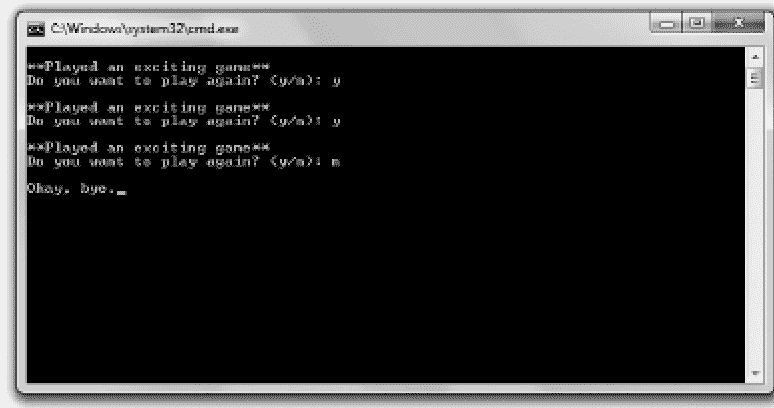 C:\Windows\system32\cmd.exe
**Played an exciting game**
Do you want to play again? (y/n): y
**Played an exciting game**
Do you want to play again? (y/n): y
**Played an exciting game**
Do you want to play again? (y/n): n
Okay, bye._